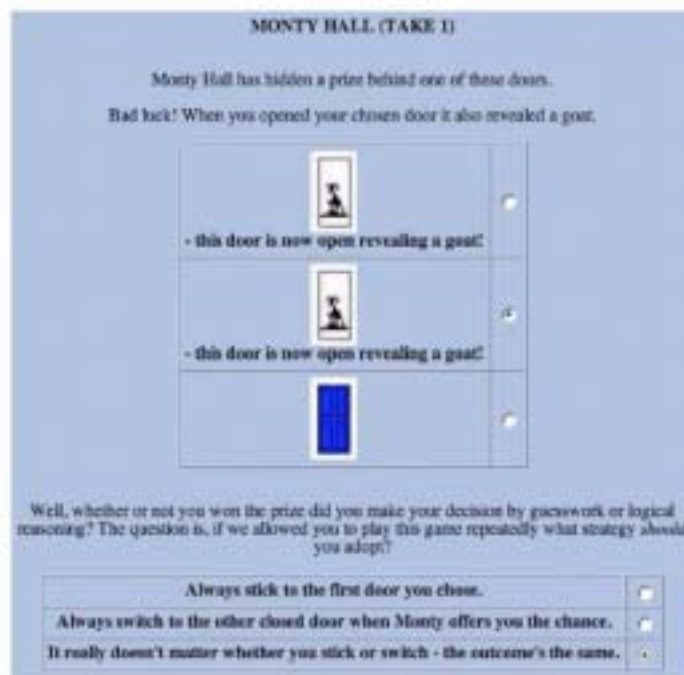 MONTY HALL (TAKE 1)
Monty Hall has hidden a prize behind one of these doors.
Bad luck! When you opened your chosen door it also revealed a goat.
- this door is now open revealing a goat!
- this door is now open revealing a goat!
Well, whether or not you won the prize did you make your decision by guesswork or logical
reasoning? The question is, if we allowed you to play this game repeatedly what strategy should
you adopt?
Always stick to the first door you chose.
Always switch to the other closed door when Monty offers you the chance.
It really doesn't matter whether you stick or switch - the outcome's the same.